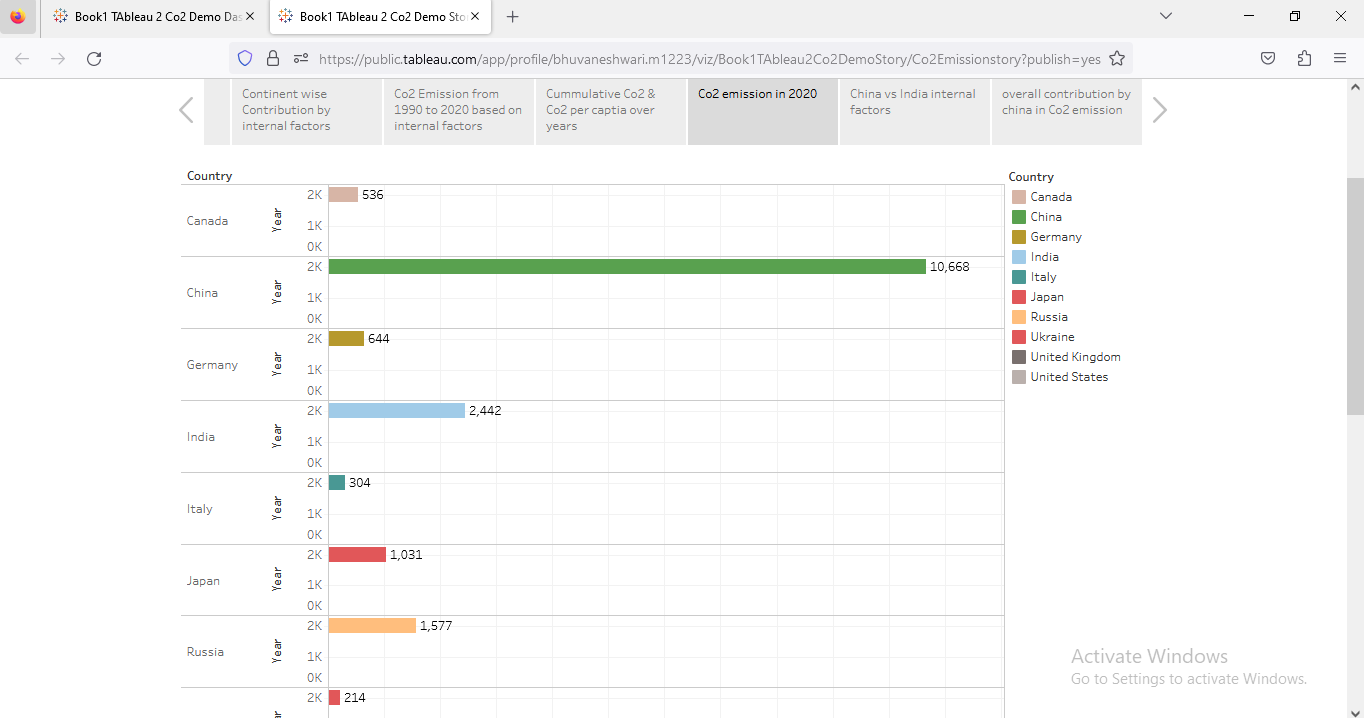 Book1 TAbleau 2 Co2 Demo Das
Book1 TAbleau 2 Co2 Demo Sto
https://public.tableau.com/app/profile/bhuvaneshwari.m1223/viz/Book1TAbleau2Co2DemoStory/Co2Emissionstory?publish=yes
Continent wise
Contribution by
internal factors
Co2 Emission from
1990 to 2020 based on
internal factors
Cummulative Co2 &
Co2 per captia over
years
Co2 emission in 2020
China vs India internal
factors
overall contribution by
china in Co2 emission
Country
Canada
Year
2K
1K
0K
536
China
Year
2K
1K
0K
10,668
Germany
Year
2K
1K
0K
644
India
Year
2K
1K
0K
2,442
Italy
Year
2K
1K
0K
304
Japan
Year
2K
1K
0K
1,031
Russia
Year
2K
1K
0K
1,577
2K
214
Country
Canada
China
Germany
India
Italy
Japan
Russia
Ukraine
United Kingdom
United States
Activate Windows
Go to Settings to activate Windows.